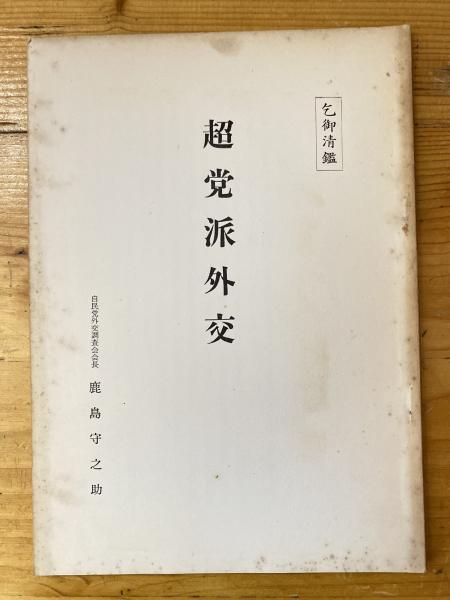 乞御清鑑
超党派外交
自民党外交調査会会長 鹿島守之助